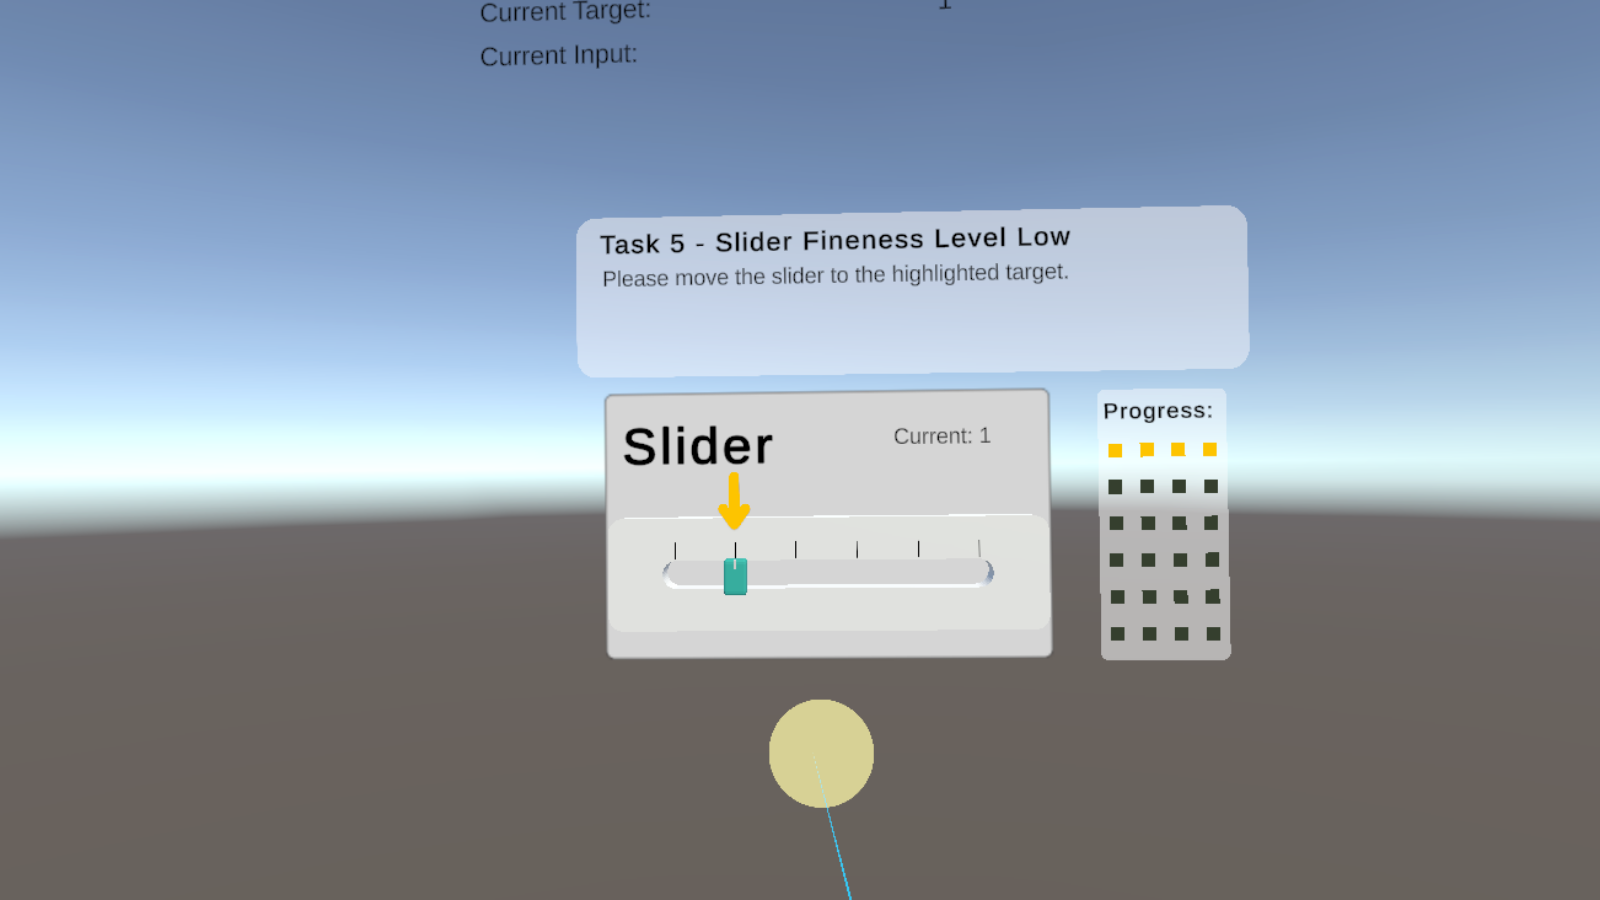 Current Target: 1
Current Input:
Task 5 - Slider Fineness Level Low
Please move the slider to the highlighted target.
Slider
Current: 1
Progress: